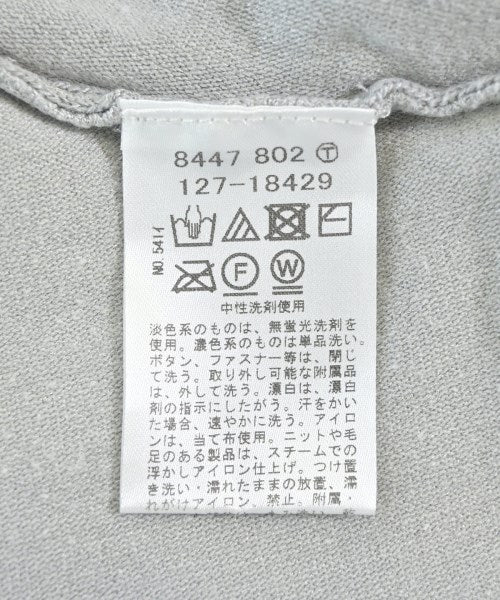 8447 802 Ⓣ
127-18429
NO.5414
F W
中性洗剤使用
淡色系のものは、無蛍光洗剤を
使用。濃色系のものは単品洗い。
ボタン、ファスナー等は、閉じ
て洗う。取り外し可能な附属品
は、外して洗う。漂白は、漂白
剤の指示にしたがう。汗をかい
た場合、速やかに洗う。アイロ
ンは、当て布使用。ニットや毛
足のある製品は、スチームでの
浮かしアイロン仕上げ。つけ置
き洗い・濡れたままの放置、濡
れがけアイロン。禁止。附属・